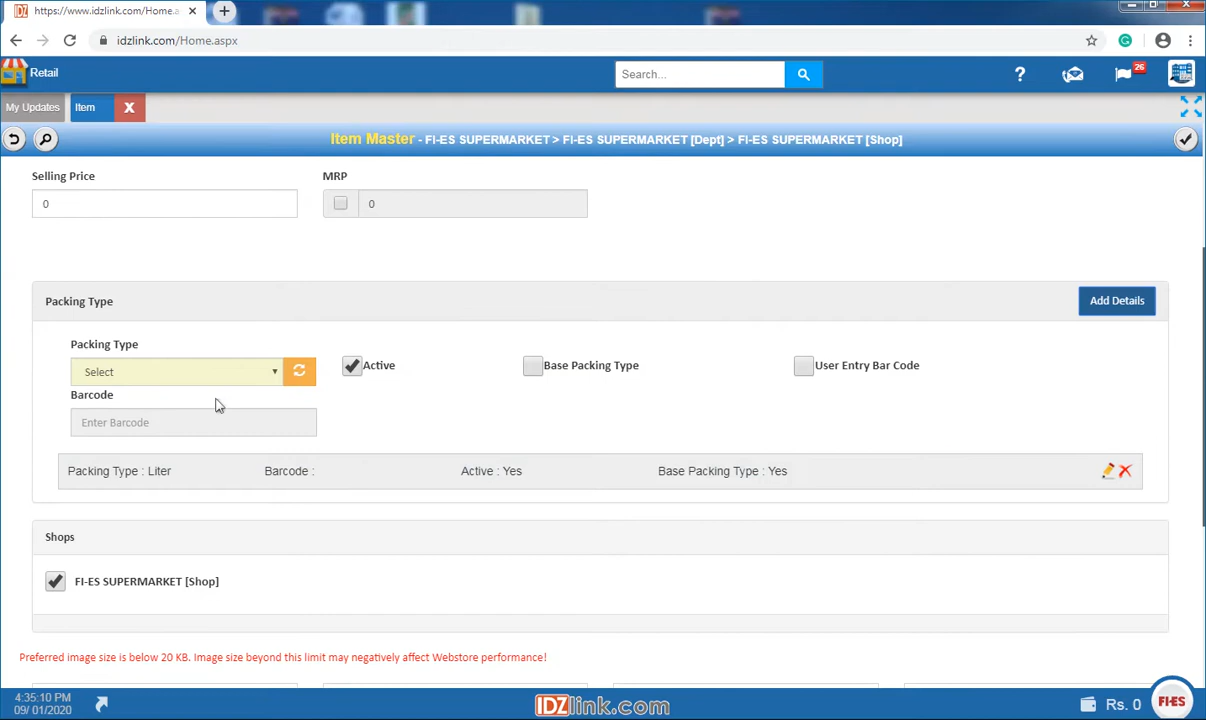 https://www.idzlink.com/Home.a
idzlink.com/Home.aspx
Retail
Search...
26
My Updates
Item
X
Item Master - FI-ES SUPERMARKET > FI-ES SUPERMARKET [Dept] > FI-ES SUPERMARKET [Shop]
Selling Price
MRP
0
0
Packing Type
Add Details
Packing Type
Select
Active
Base Packing Type
User Entry Bar Code
Barcode
Enter Barcode
Packing Type : Liter
Barcode :
Active : Yes
Base Packing Type : Yes
Shops
FI-ES SUPERMARKET [Shop]
Preferred image size is below 20 KB. Image size beyond this limit may negatively affect Webstore performance!
4:35:10 PM
09/ 01/2020
IDZlink.com
Rs. 0
FI-ES